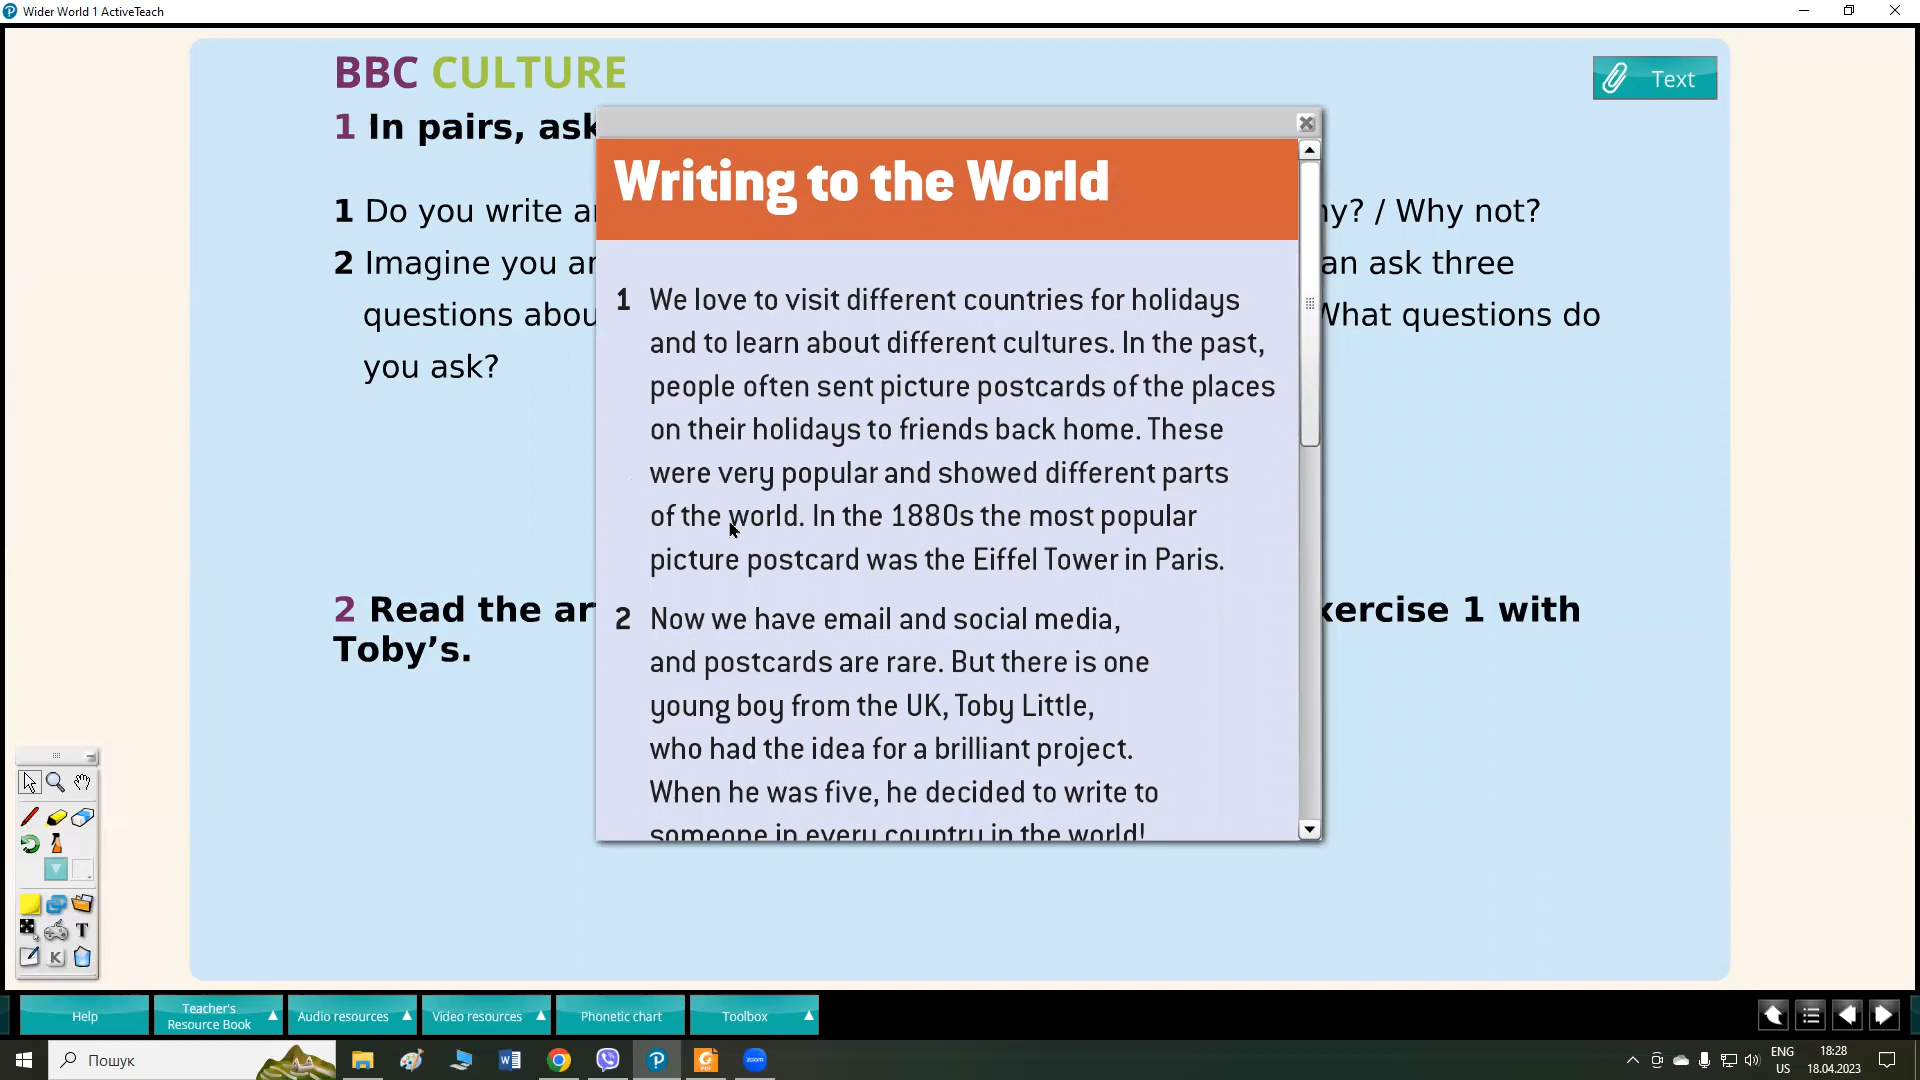 Wider World 1 ActiveTeach
BBC CULTURE
Text
1 In pairs, ask
1 Do you write
hy? / Why not?
2 Imagine you
an ask three
questions abou
What questions do
you ask?
2 Read the ar
xercise 1 with
Toby's.
Writing to the World
1 We love to visit different countries for holidays
and to learn about different cultures. In the past,
people often sent picture postcards of the places
on their holidays to friends back home. These
were very popular and showed different parts
of the world. In the 1880s the most popular
picture postcard was the Eiffel Tower in Paris.
2 Now we have email and social media,
and postcards are rare. But there is one
young boy from the UK, Toby Little,
who had the idea for a brilliant project.
When he was five, he decided to write to
someone in every country in the world!
T
K
Help
Teacher's
Resource Book
Audio resources
Video resources
Phonetic chart
Toolbox
Пошук
zoom
ENG
US
18:28
18.04.2023